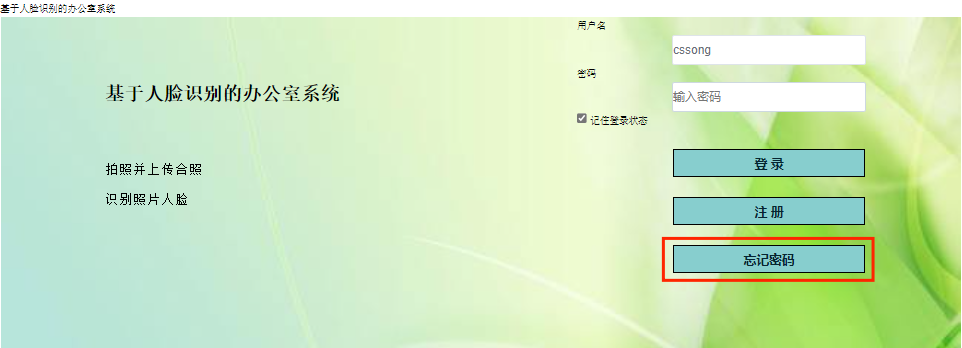 基于人脸识别的办公室系统
用户名
cssong
基于人脸识别的办公室系统
密码
输入密码
记住登录状态
拍照并上传合照
登 录
识别照片人脸
注 册
忘记密码